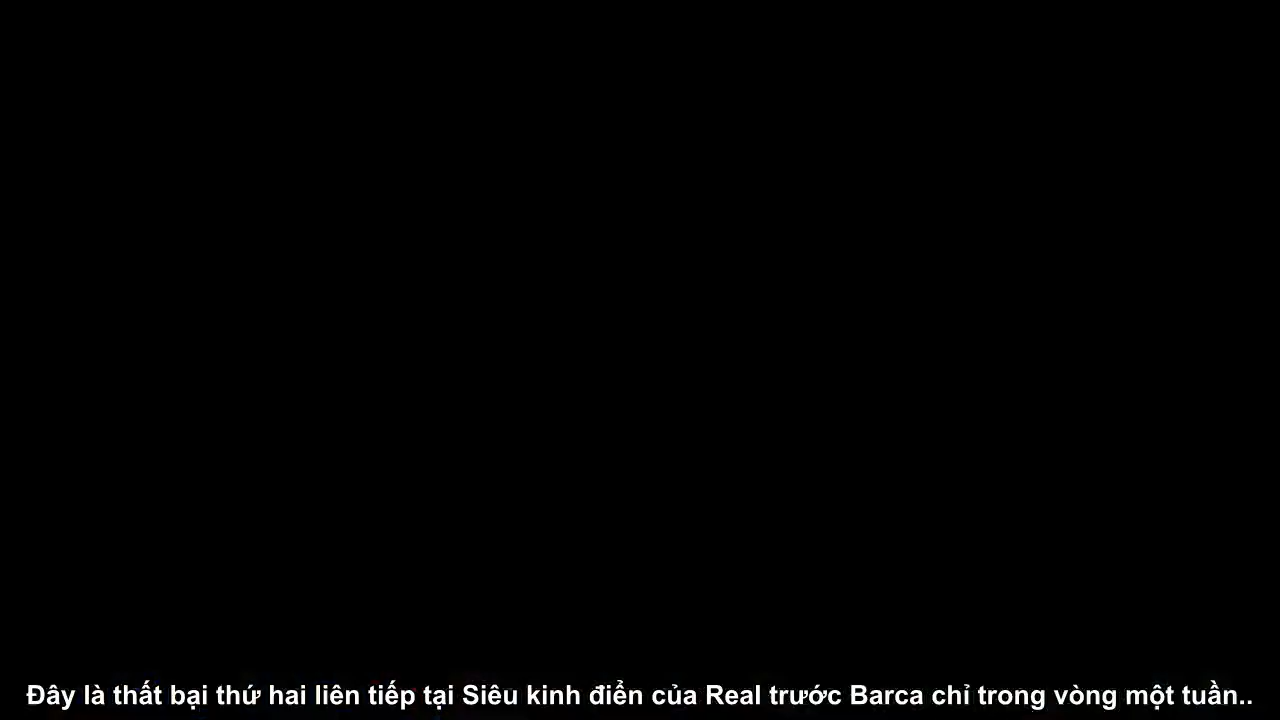 Đây là thất bại thứ hai liên tiếp tại Siêu kinh điển của Real trước Barca chỉ trong vòng một tuần..